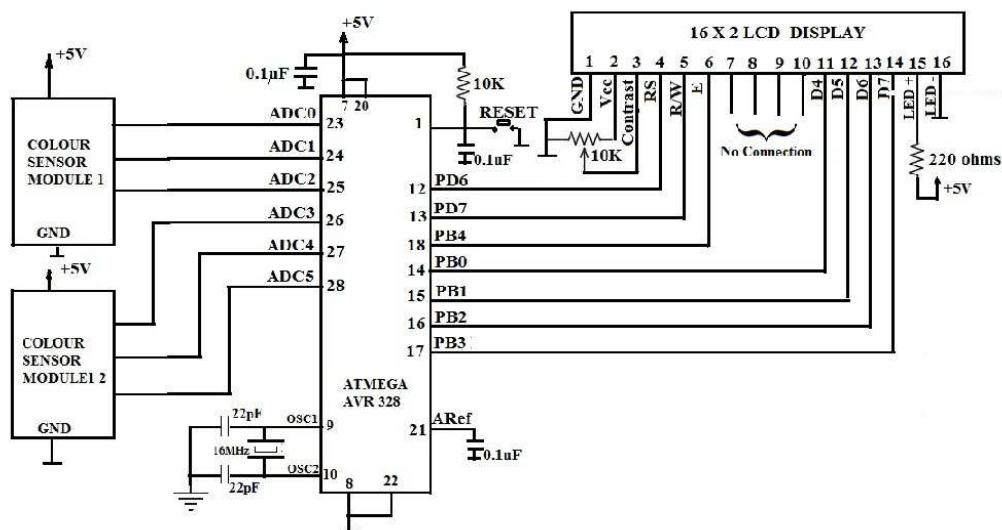 +5V
COLOUR
SENSOR
MODULE 1
GND
+5V
COLOUR
SENSOR
MODULE1 2
GND
ADC0
ADC1
ADC2
ADC3
ADC4
ADC5
+5V
0.1uF
10K
7 20
23
24
25
26
27
28
1
RESET
0.1uF
12 PD6
13 PD7
18 PB4
14 PB0
15 PB1
16 PB2
17 PB3
ATMEGA
AVR 328
21 ARef
0.1uF
22pF
OSC1 9
16MHz
OSC2 10
22pF
8 22
16 X 2 LCD DISPLAY
1 2 3 4 5 6 7 8 9 10 11 12 13 14 15 16
GND
Vcc
Contrast
RS
R/W
E
D4
D5
D6
D7
LED+
LED-
10K
No Connection
220 ohms
+5V